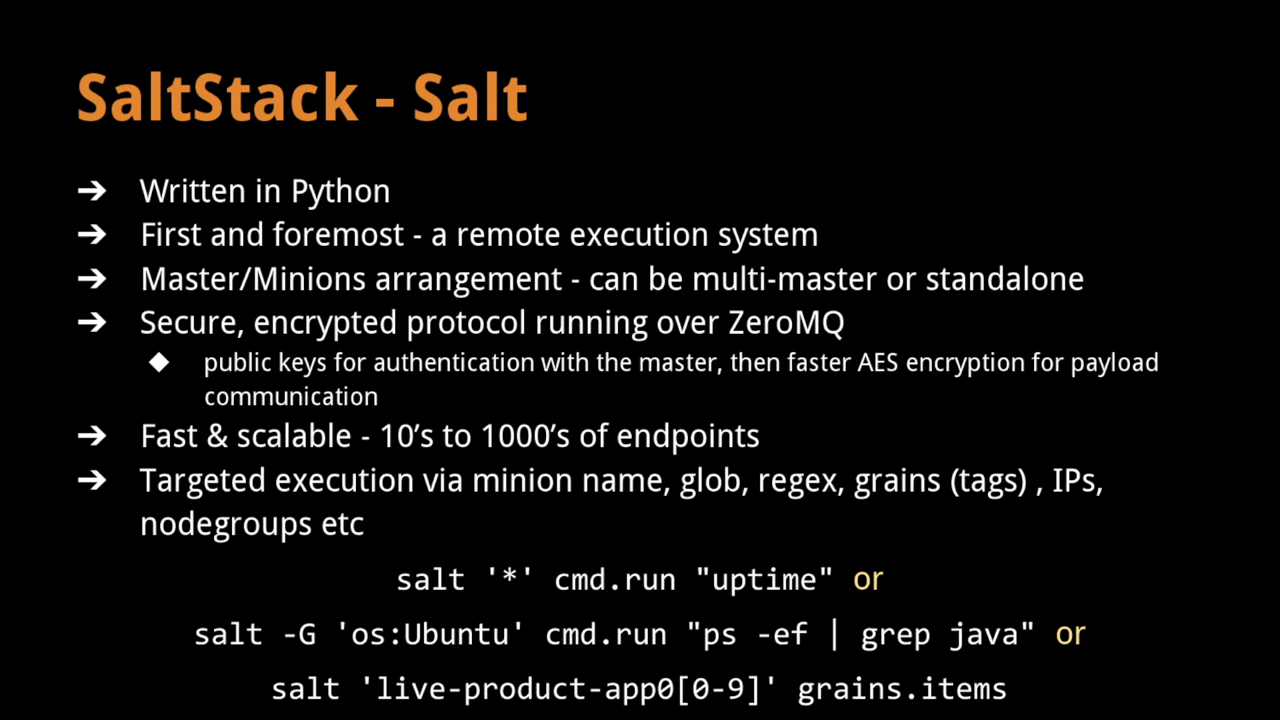 SaltStack - Salt
➔ Written in Python
➔ First and foremost - a remote execution system
➔ Master/Minions arrangement - can be multi-master or standalone
➔ Secure, encrypted protocol running over ZeroMQ
◆ public keys for authentication with the master, then faster AES encryption for payload
communication
➔ Fast & scalable - 10’s to 1000’s of endpoints
➔ Targeted execution via minion name, glob, regex, grains (tags) , IPs,
nodegroups etc
salt '*' cmd.run "uptime" or
salt -G 'os:Ubuntu' cmd.run "ps -ef | grep java" or
salt 'live-product-app0[0-9]' grains.items